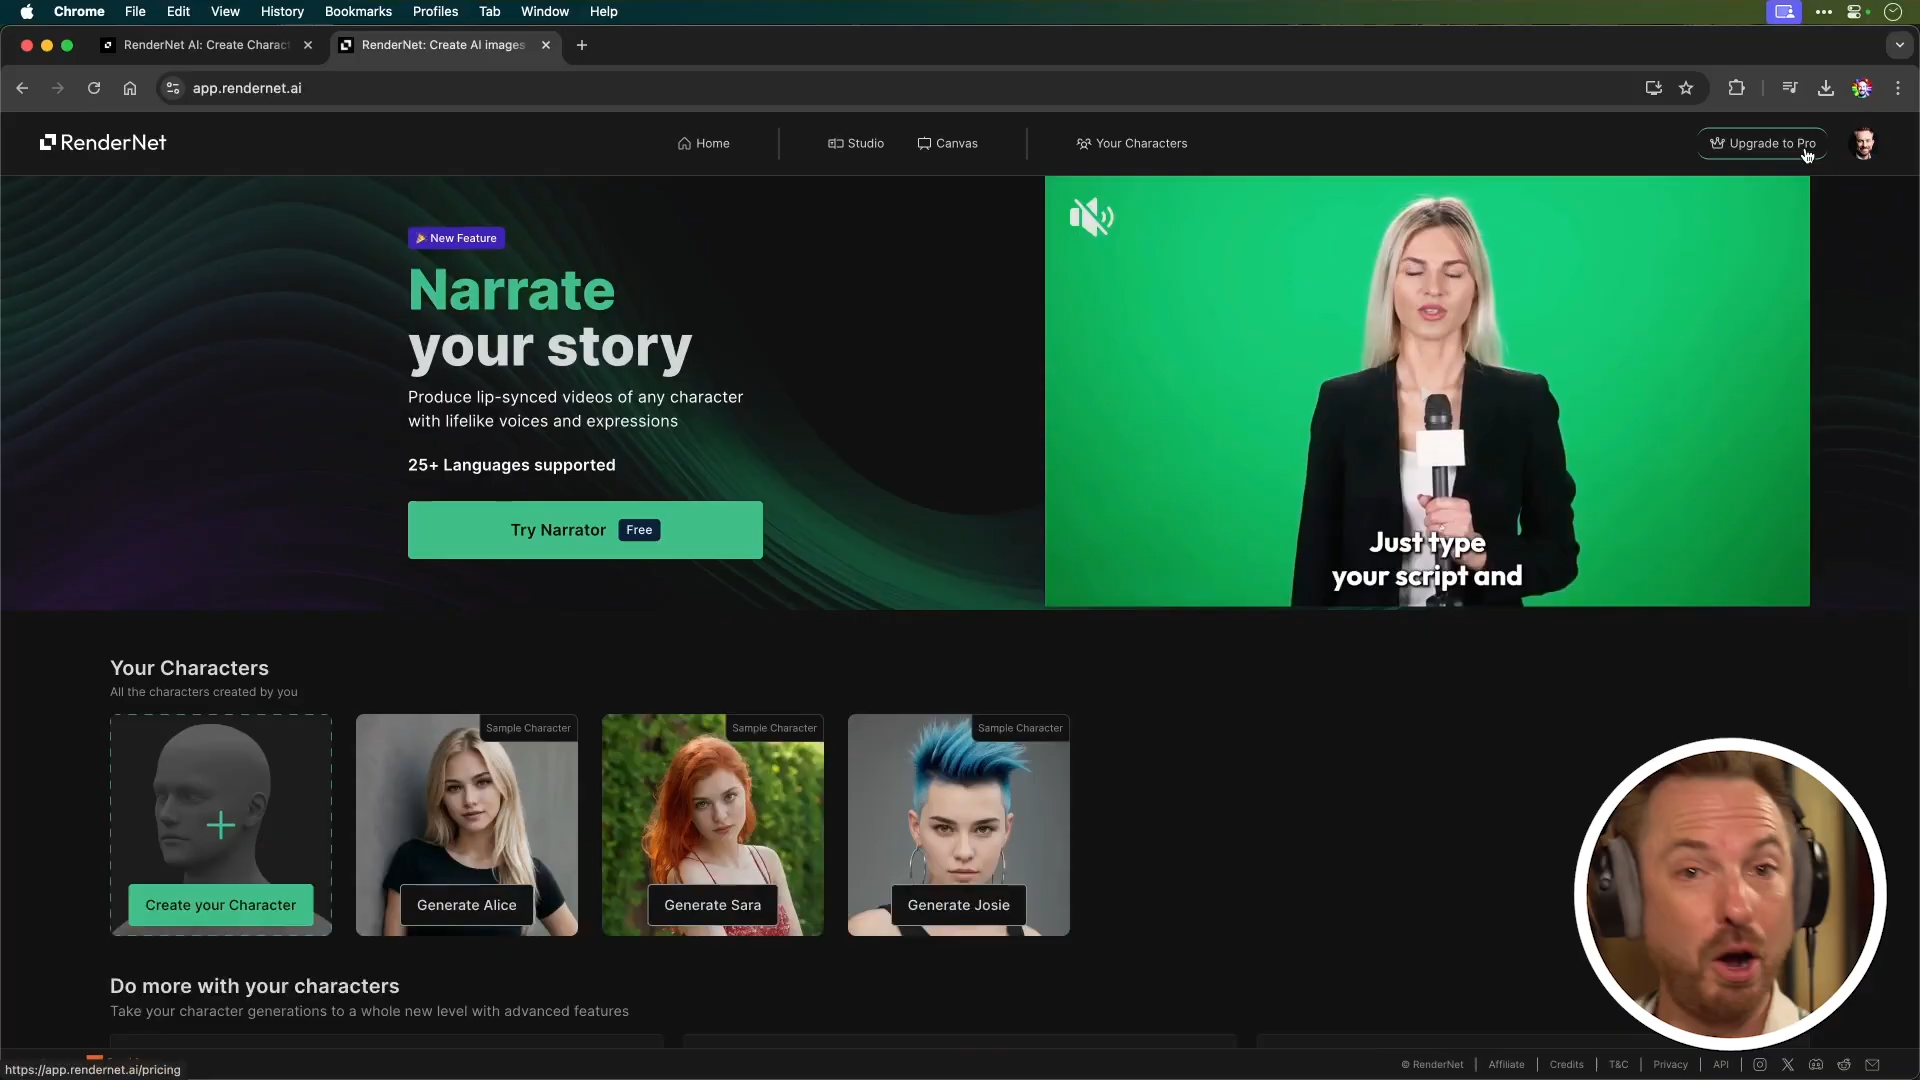 Chrome File Edit View History Bookmarks Profiles Tab Window Help
RenderNet AI: Create Charac
RenderNet: Create AI images
app.rendernet.ai
RenderNet
Home
Studio
Canvas
Your Characters
Upgrade to Pro
New Feature
Narrate
your story
Produce lip-synced videos of any character
with lifelike voices and expressions
25+ Languages supported
Try Narrator Free
Just type
your script and
Your Characters
All the characters created by you
Sample Character
Sample Character
Sample Character
Create your Character
Generate Alice
Generate Sara
Generate Josie
Do more with your characters
Take your character generations to a whole new level with advanced features
https://app.rendernet.ai/pricing
© RenderNet | Affiliate | Credits | T&C | Privacy | API |